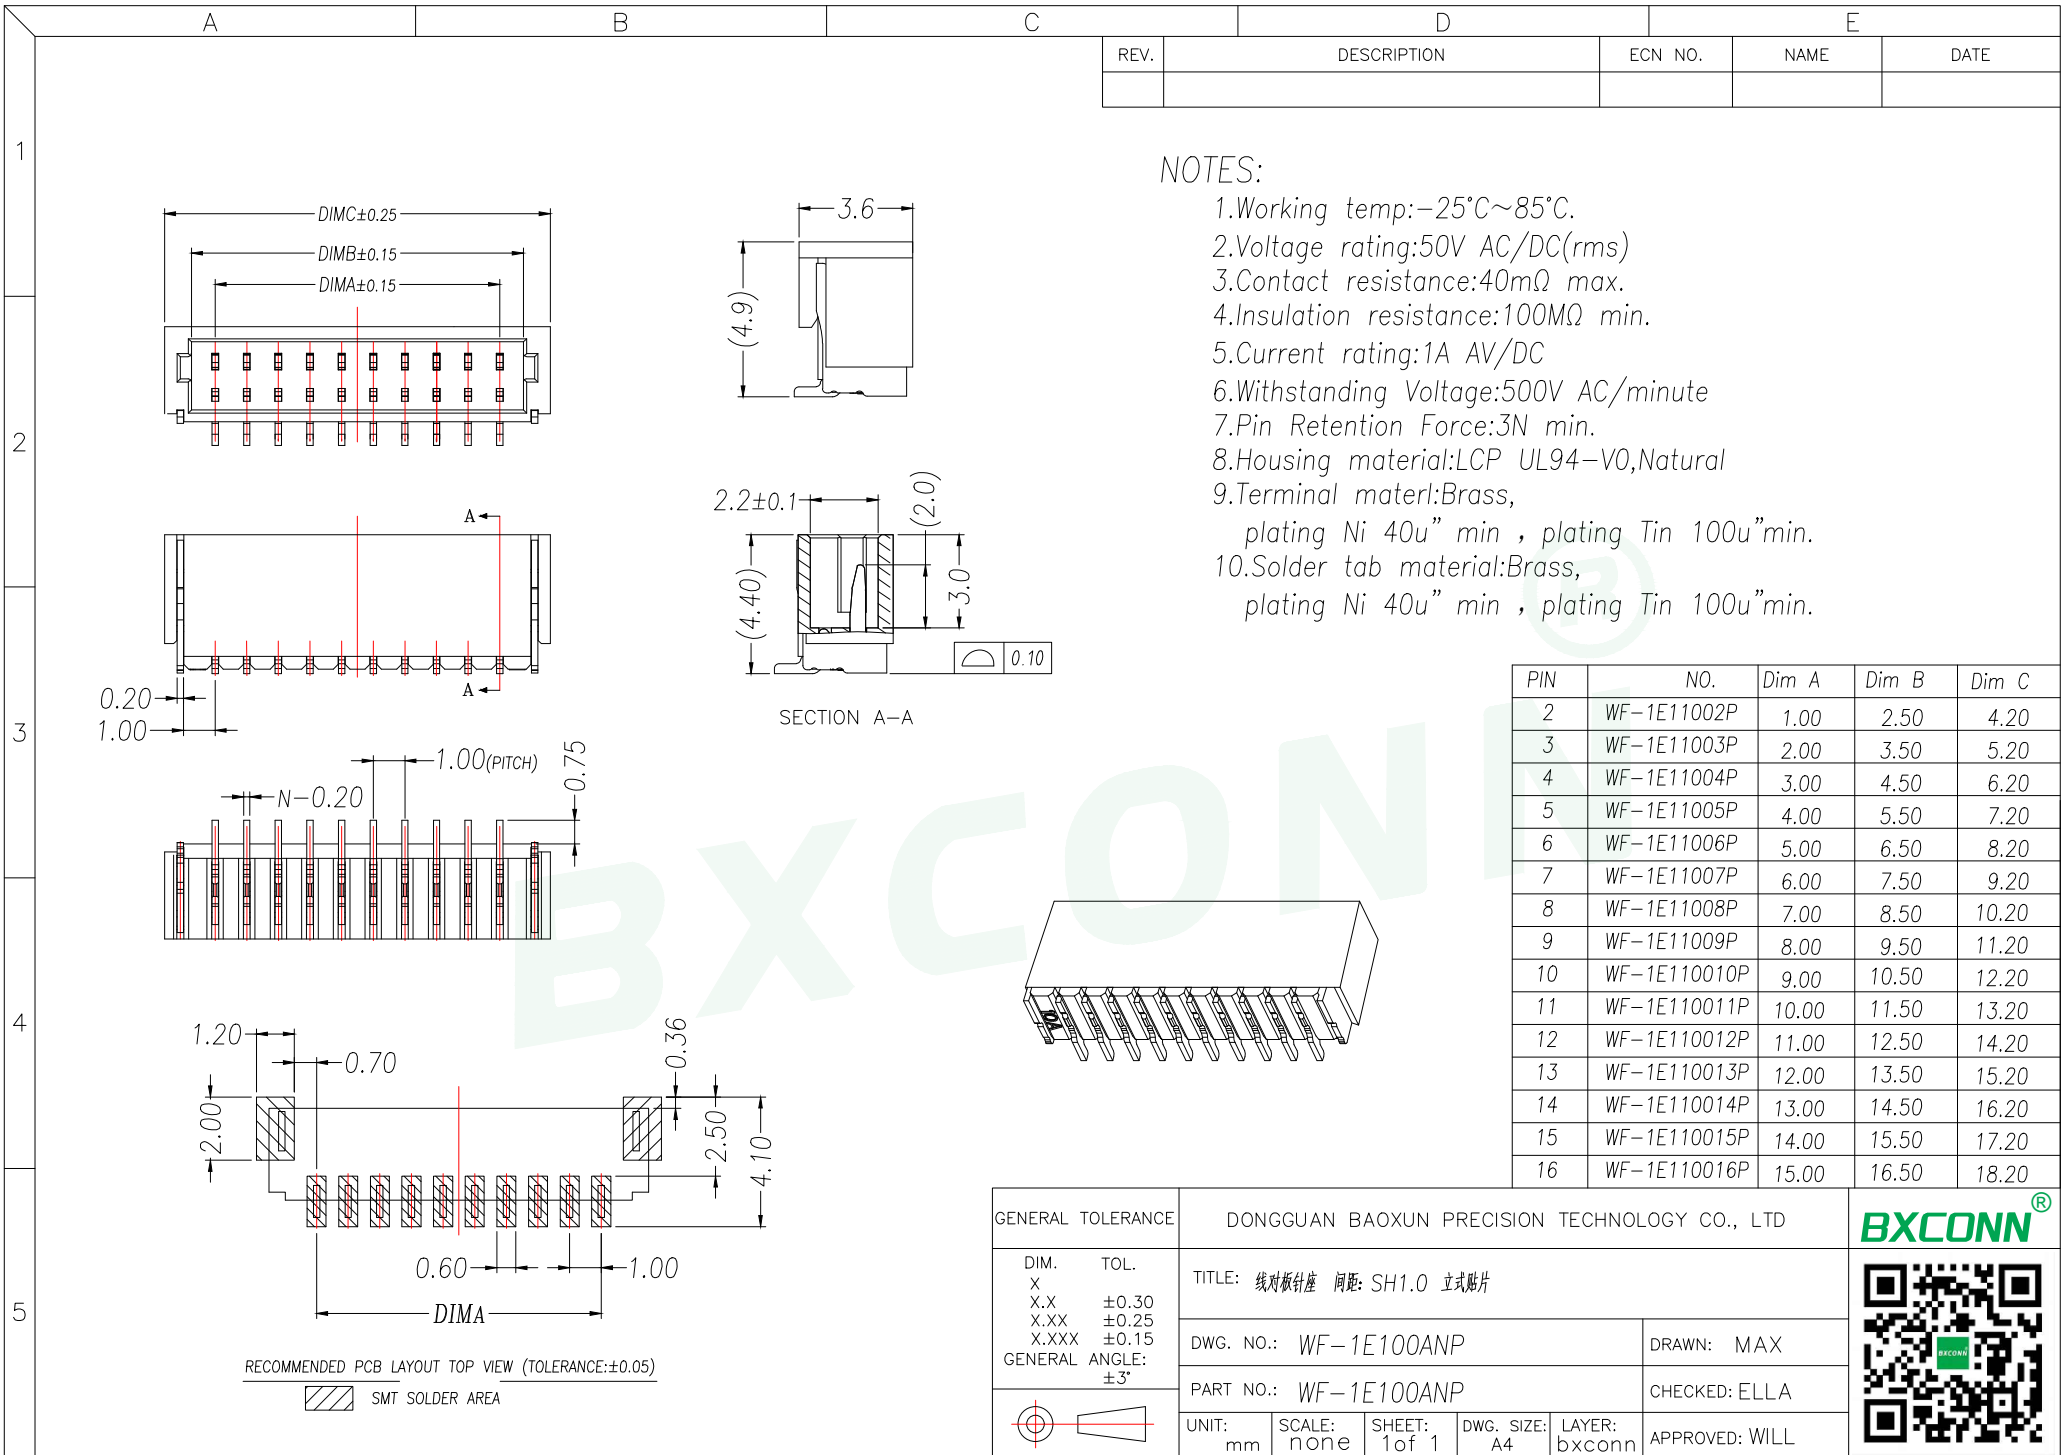 A B C D E
REV. DESCRIPTION ECN NO. NAME DATE
1
2
3
4
5
NOTES:
1.Working temp:-25°C~85°C.
2.Voltage rating:50V AC/DC(rms)
3.Contact resistance:40mΩ max.
4.Insulation resistance:100MΩ min.
5.Current rating:1A AV/DC
6.Withstanding Voltage:500V AC/minute
7.Pin Retention Force:3N min.
8.Housing material:LCP UL94-V0,Natural
9.Terminal materl:Brass,
plating Ni 40u" min , plating Tin 100u"min.
10.Solder tab material:Brass,
plating Ni 40u" min , plating Tin 100u"min.
DIMC±0.25
DIMB±0.15
DIMA±0.15
3.6
(4.9)
A
A
0.20
1.00
2.2±0.1
(2.0)
(4.40)
3.0
0.10
SECTION A-A
1.00(PITCH)
N-0.20
0.75
1.20
0.70
0.36
2.00
2.50
4.10
0.60
1.00
DIMA
RECOMMENDED PCB LAYOUT TOP VIEW (TOLERANCE:±0.05)
SMT SOLDER AREA
10A
BXCONN®
PIN NO. Dim A Dim B Dim C
2 WF-1E11002P 1.00 2.50 4.20
3 WF-1E11003P 2.00 3.50 5.20
4 WF-1E11004P 3.00 4.50 6.20
5 WF-1E11005P 4.00 5.50 7.20
6 WF-1E11006P 5.00 6.50 8.20
7 WF-1E11007P 6.00 7.50 9.20
8 WF-1E11008P 7.00 8.50 10.20
9 WF-1E11009P 8.00 9.50 11.20
10 WF-1E110010P 9.00 10.50 12.20
11 WF-1E110011P 10.00 11.50 13.20
12 WF-1E110012P 11.00 12.50 14.20
13 WF-1E110013P 12.00 13.50 15.20
14 WF-1E110014P 13.00 14.50 16.20
15 WF-1E110015P 14.00 15.50 17.20
16 WF-1E110016P 15.00 16.50 18.20
GENERAL TOLERANCE
DIM. TOL.
X
X.X ±0.30
X.XX ±0.25
X.XXX ±0.15
GENERAL ANGLE:
±3°
DONGGUAN BAOXUN PRECISION TECHNOLOGY CO., LTD
BXCONN®
TITLE: 线对板针座 间距: SH1.0 立式贴片
DWG. NO.: WF-1E100ANP
DRAWN: MAX
PART NO.: WF-1E100ANP
CHECKED: ELLA
UNIT: mm
SCALE: none
SHEET: 1of 1
DWG. SIZE: A4
LAYER: bxconn
APPROVED: WILL
BXCONN